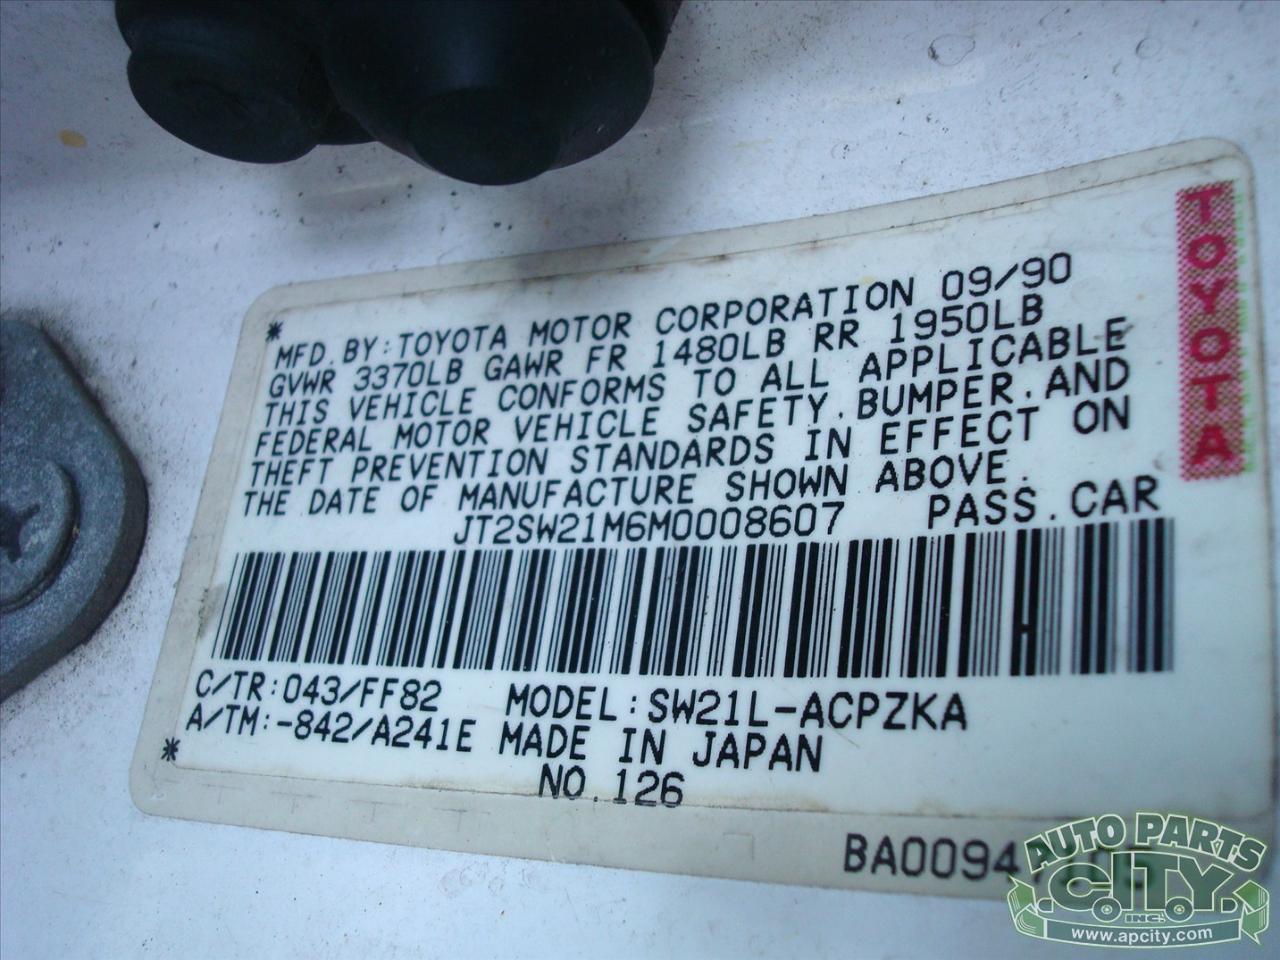 * MFD. BY: TOYOTA MOTOR CORPORATION 09/90
GVWR 3370LB GAWR FR 1480LB RR 1950LB
THIS VEHICLE CONFORMS TO ALL APPLICABLE
FEDERAL MOTOR VEHICLE SAFETY, BUMPER, AND
THEFT PREVENTION STANDARDS IN EFFECT ON
THE DATE OF MANUFACTURE SHOWN ABOVE.
JT2SW21M6M0008607 PASS. CAR
C/TR: 043/FF82 MODEL: SW21L-ACPZKA
A/TM: -842/A241E MADE IN JAPAN
* NO. 126
TOYOTA
AUTO PARTS
C.I.T.Y.
INC.
www.apcity.com